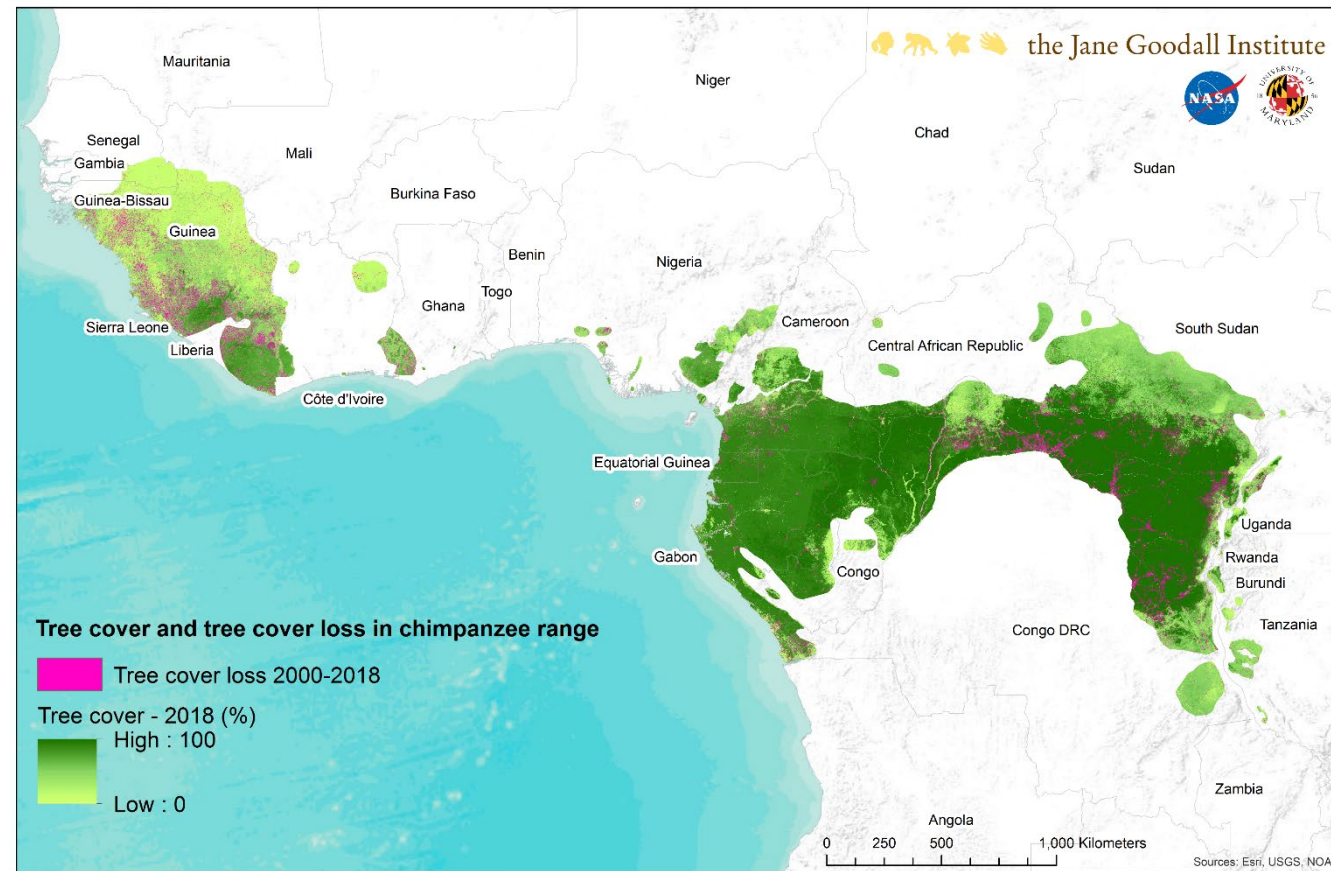 the Jane Goodall Institute
NASA
UNIVERSITY OF
18 56
MARYLAND
Mauritania
Niger
Chad
Sudan
Senegal
Gambia
Mali
Guinea-Bissau
Burkina Faso
Guinea
Benin
Nigeria
Togo
Ghana
Sierra Leone
Liberia
Côte d'Ivoire
Cameroon
Central African Republic
South Sudan
Equatorial Guinea
Gabon
Congo
Uganda
Rwanda
Burundi
Tanzania
Congo DRC
Zambia
Angola
Tree cover and tree cover loss in chimpanzee range
Tree cover loss 2000-2018
Tree cover - 2018 (%)
High : 100
Low : 0
0 250 500 1,000 Kilometers
Sources: Esri, USGS, NOA